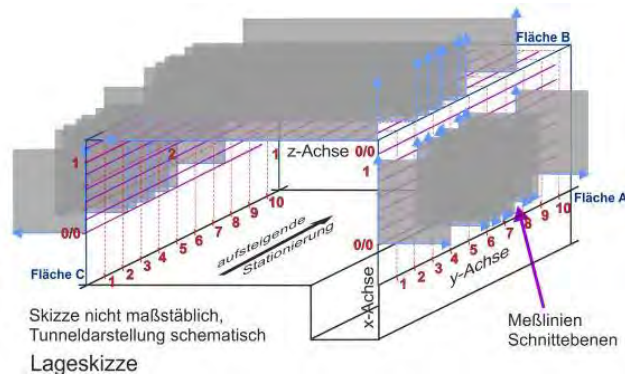 Fläche B
z-Achse
0/0
1
1
2
1
0/0
10
9
8
7
6
5
4
3
2
1
Fläche C
aufsteigende
Stationierung
0/0
x-Achse
y-Achse
1
2
3
4
5
6
7
8
9
10
Fläche A
Meßlinien
Schnittebenen
Skizze nicht maßstäblich,
Tunneldarstellung schematisch
Lageskizze